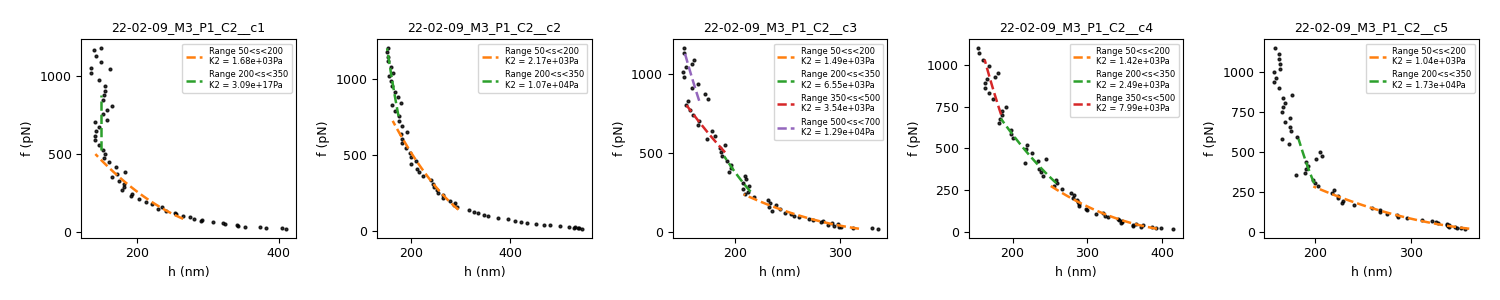 22-02-09_M3_P1_C2__c1
f (pN)
1000
500
0
200
400
h (nm)
Range 50<s<200
K2 = 1.68e+03Pa
Range 200<s<350
K2 = 3.09e+17Pa
22-02-09_M3_P1_C2__c2
f (pN)
1000
500
0
200
400
h (nm)
Range 50<s<200
K2 = 2.17e+03Pa
Range 200<s<350
K2 = 1.07e+04Pa
22-02-09_M3_P1_C2__c3
f (pN)
1000
500
0
200
300
h (nm)
Range 50<s<200
K2 = 1.49e+03Pa
Range 200<s<350
K2 = 6.55e+03Pa
Range 350<s<500
K2 = 3.54e+03Pa
Range 500<s<700
K2 = 1.29e+04Pa
22-02-09_M3_P1_C2__c4
f (pN)
1000
750
500
250
0
200
300
400
h (nm)
Range 50<s<200
K2 = 1.42e+03Pa
Range 200<s<350
K2 = 2.49e+03Pa
Range 350<s<500
K2 = 7.99e+03Pa
22-02-09_M3_P1_C2__c5
f (pN)
1000
750
500
250
0
200
300
h (nm)
Range 50<s<200
K2 = 1.04e+03Pa
Range 200<s<350
K2 = 1.73e+04Pa